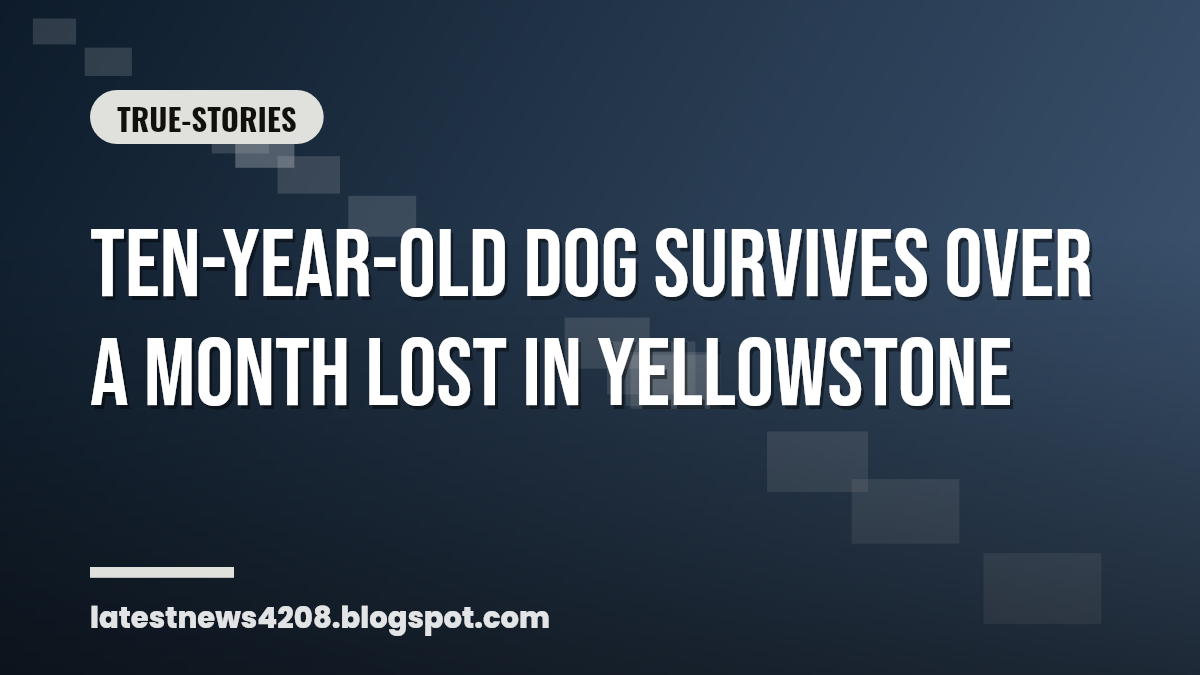 TRUE-STORIES
TEN-YEAR-OLD DOG SURVIVES OVER
A MONTH LOST IN YELLOWSTONE
latestnews4208.blogspot.com